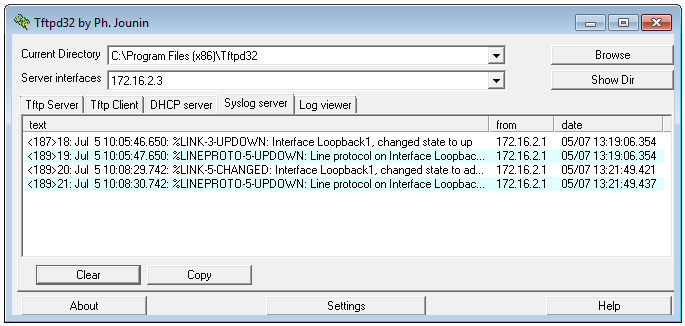 Tftpd32 by Ph. Jounin
Current Directory C:\Program Files (x86)\Tftpd32 Browse
Server interfaces 172.16.2.3 Show Dir
Tftp Server Tftp Client DHCP server Syslog server Log viewer
text from date
<187>18: Jul 5 10:05:46.650: %LINK-3-UPDOWN: Interface Loopback1, changed state to up 172.16.2.1 05/07 13:19:06.354
<189>19: Jul 5 10:05:47.650: %LINEPROTO-5-UPDOWN: Line protocol on Interface Loopbac... 172.16.2.1 05/07 13:19:06.354
<189>20: Jul 5 10:08:29.742: %LINK-5-CHANGED: Interface Loopback1, changed state to ad... 172.16.2.1 05/07 13:21:49.421
<189>21: Jul 5 10:08:30.742: %LINEPROTO-5-UPDOWN: Line protocol on Interface Loopbac... 172.16.2.1 05/07 13:21:49.437
Clear Copy
About Settings Help